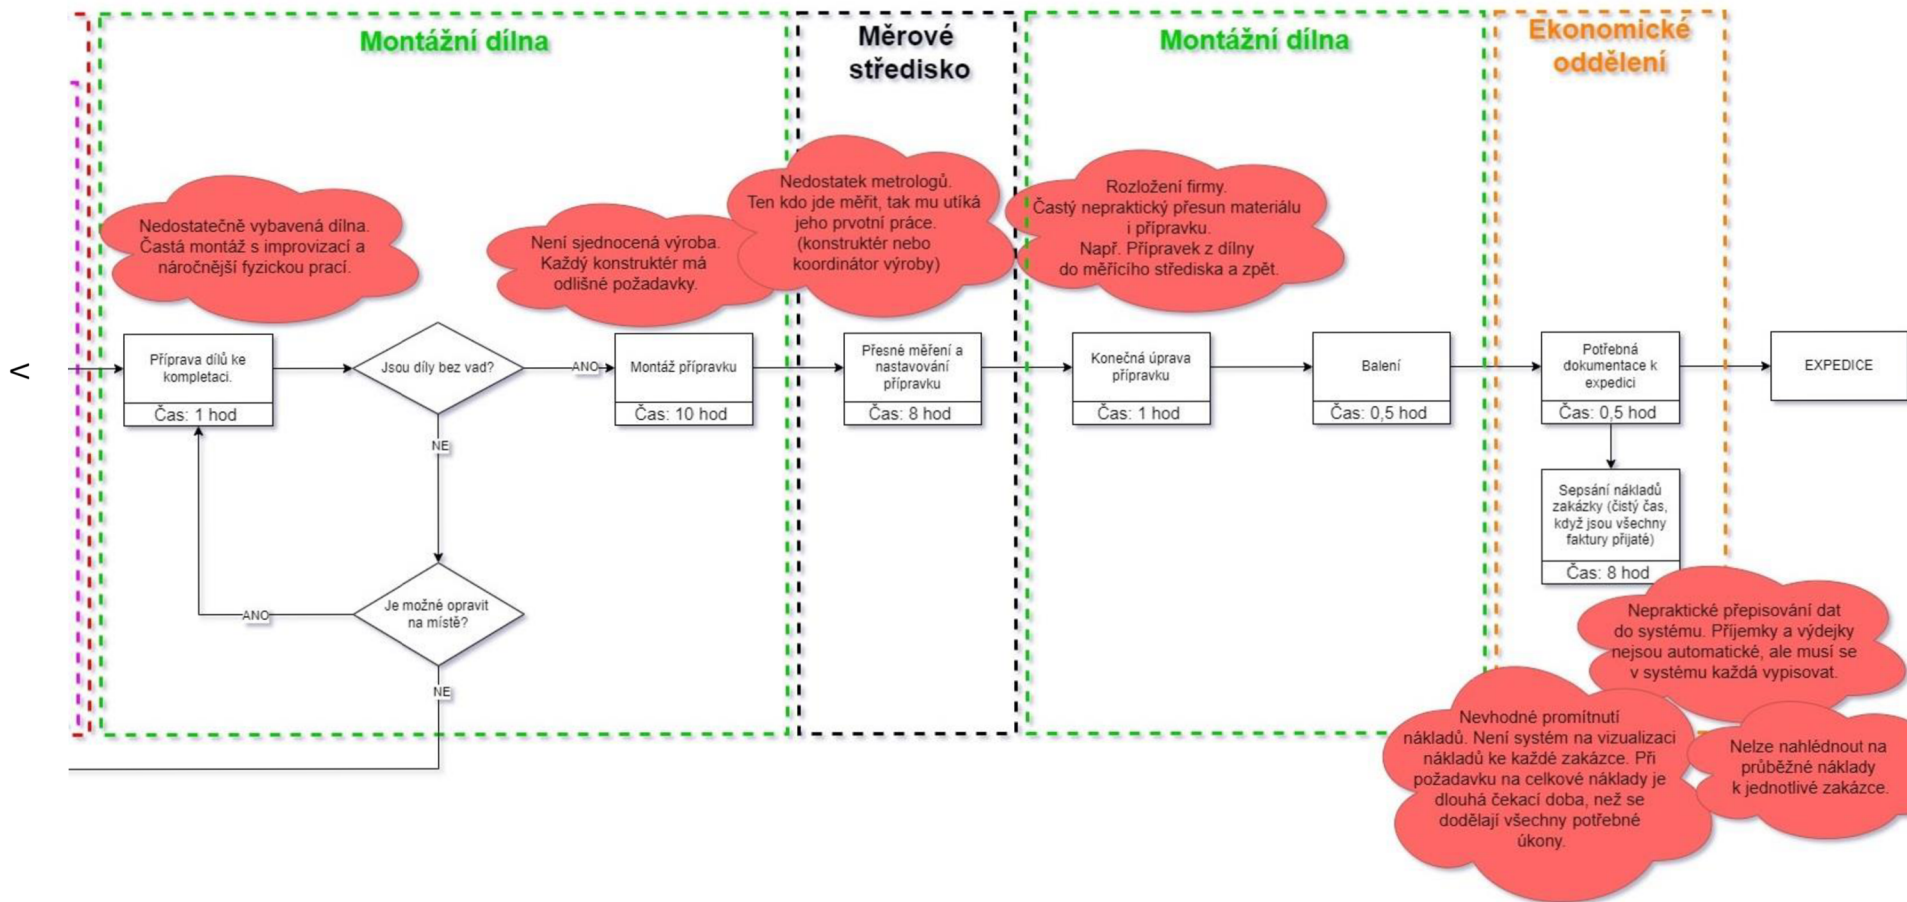 Montážní dílna
Měrové
středisko
Montážní dílna
Ekonomické
oddělení
Nedostatečně vybavená dílna.
Častá montáž s improvizací a
náročnější fyzickou prací.
Není sjednocená výroba.
Každý konstruktér má
odlišné požadavky.
Nedostatek metrologů.
Ten kdo jde měřit, tak mu utíká
jeho prvotní práce.
(konstruktér nebo
koordinátor výroby)
Rozložení firmy.
Častý nepraktický přesun materiálu
i přípravku.
Např. Přípravek z dílny
do měřícího střediska a zpět.
<
Příprava dílů ke
kompletaci.
Čas: 1 hod
Jsou díly bez vad?
ANO
Montáž přípravku
Čas: 10 hod
Přesné měření a
nastavování
přípravku
Čas: 8 hod
Konečná úprava
přípravku
Čas: 1 hod
Balení
Čas: 0,5 hod
Potřebná
dokumentace k
expedici
Čas: 0,5 hod
EXPEDICE
NE
Sepsání nákladů
zakázky (čistý čas,
když jsou všechny
faktury přijaté)
Čas: 8 hod
Je možné opravit
na místě?
ANO
NE
Nepraktické přepisování dat
do systému. Příjemky a výdejky
nejsou automatické, ale musí se
v systému každá vypisovat.
Nevhodné promítnutí
nákladů. Není systém na vizualizaci
nákladů ke každé zakázce. Při
požadavku na celkové náklady je
dlouhá čekací doba, než se
dodělají všechny potřebné
úkony.
Nelze nahlédnout na
průběžné náklady
k jednotlivé zakázce.